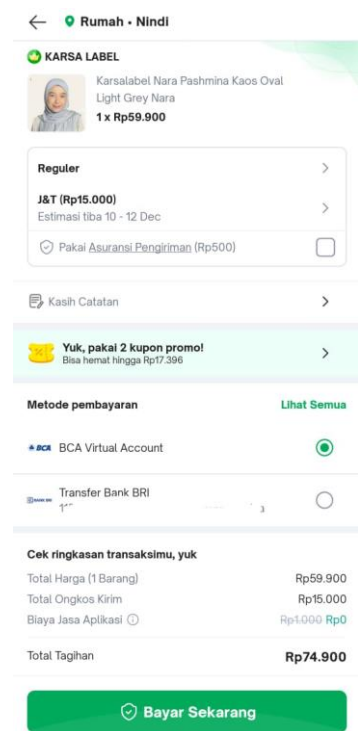 Rumah • Nindi
KARSA LABEL
Karsalabel Nara Pashmina Kaos Oval
Light Grey Nara
1 x Rp59.900
Reguler
J&T (Rp15.000)
Estimasi tiba 10 - 12 Dec
Pakai Asuransi Pengiriman (Rp500)
Kasih Catatan
Yuk, pakai 2 kupon promo!
Bisa hemat hingga Rp17.396
Metode pembayaran Lihat Semua
BCA BCA Virtual Account
BANK BRI Transfer Bank BRI
Cek ringkasan transaksimu, yuk
Total Harga (1 Barang) Rp59.900
Total Ongkos Kirim Rp15.000
Biaya Jasa Aplikasi Rp1.000 Rp0
Total Tagihan Rp74.900
Bayar Sekarang